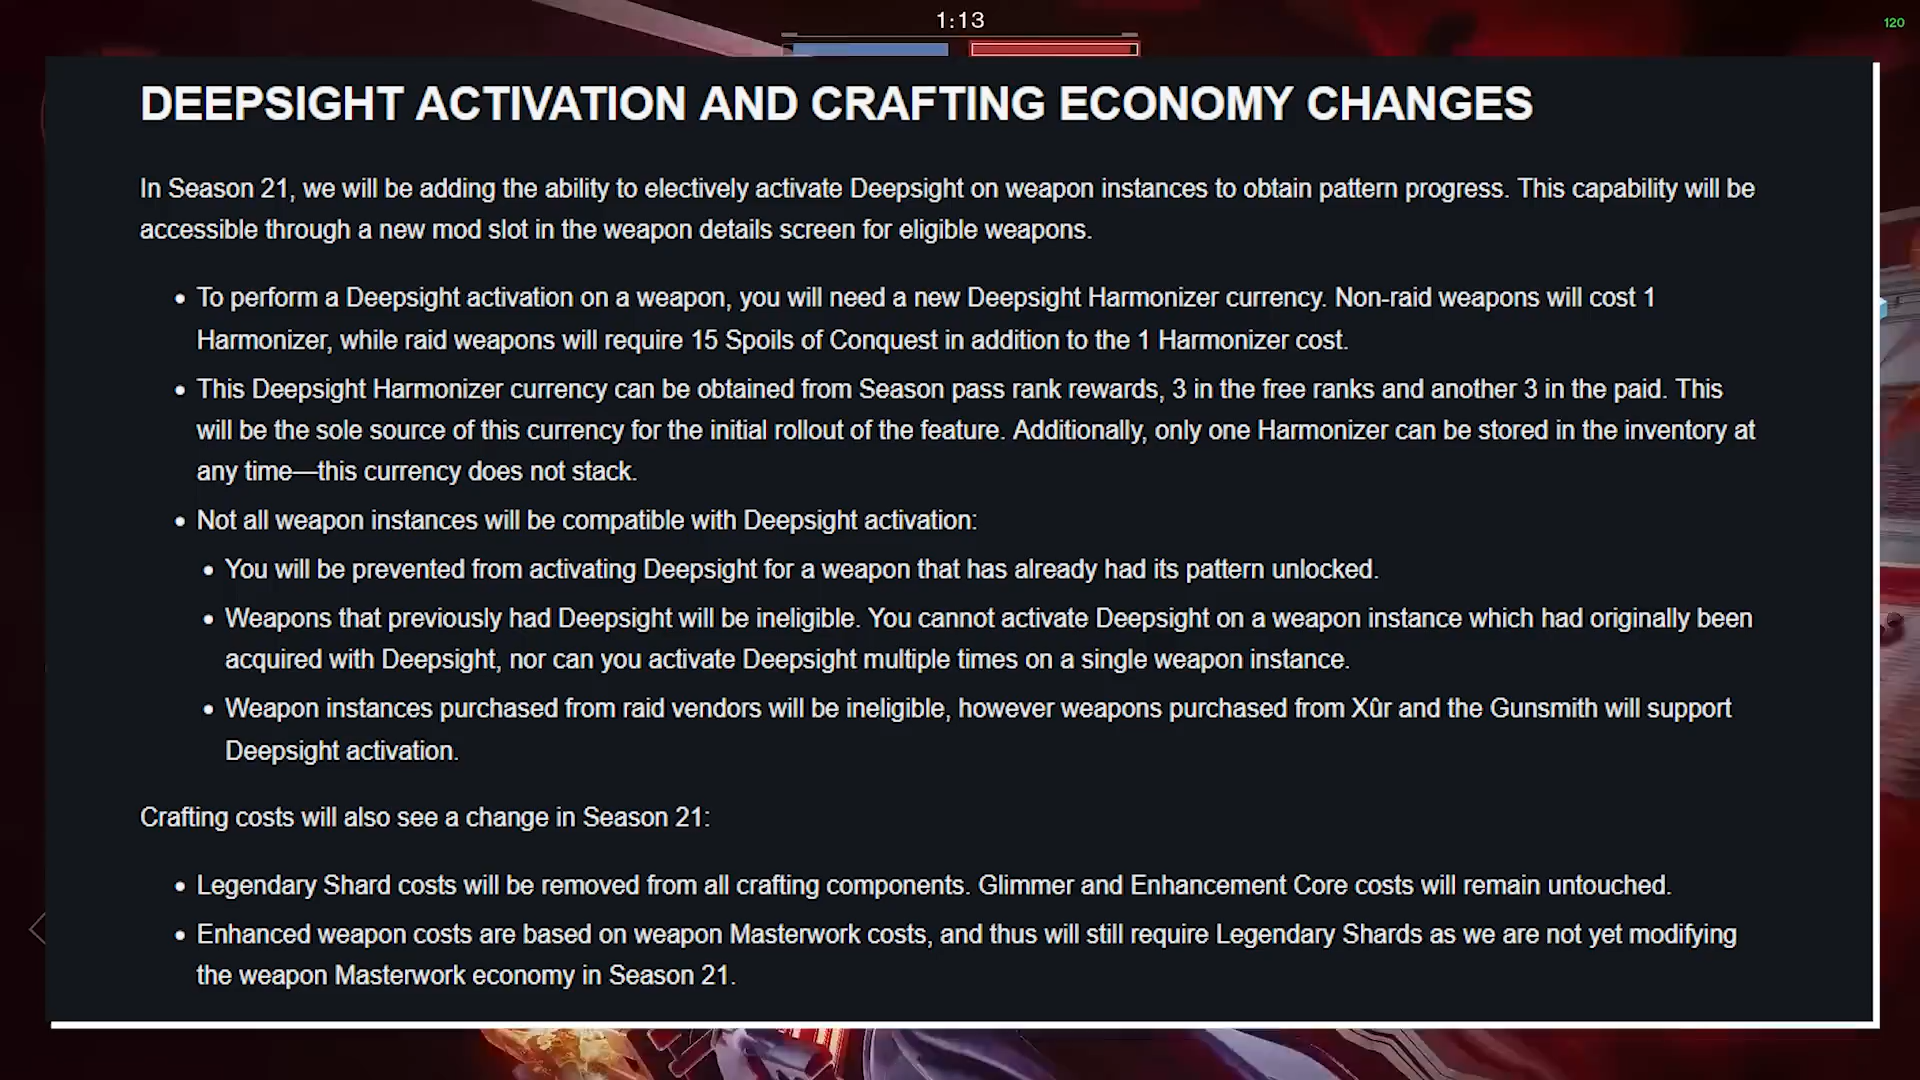 1:13
120
DEEPSIGHT ACTIVATION AND CRAFTING ECONOMY CHANGES
In Season 21, we will be adding the ability to electively activate Deepsight on weapon instances to obtain pattern progress. This capability will be
accessible through a new mod slot in the weapon details screen for eligible weapons.
• To perform a Deepsight activation on a weapon, you will need a new Deepsight Harmonizer currency. Non-raid weapons will cost 1
Harmonizer, while raid weapons will require 15 Spoils of Conquest in addition to the 1 Harmonizer cost.
• This Deepsight Harmonizer currency can be obtained from Season pass rank rewards, 3 in the free ranks and another 3 in the paid. This
will be the sole source of this currency for the initial rollout of the feature. Additionally, only one Harmonizer can be stored in the inventory at
any time—this currency does not stack.
• Not all weapon instances will be compatible with Deepsight activation:
• You will be prevented from activating Deepsight for a weapon that has already had its pattern unlocked.
• Weapons that previously had Deepsight will be ineligible. You cannot activate Deepsight on a weapon instance which had originally been
acquired with Deepsight, nor can you activate Deepsight multiple times on a single weapon instance.
• Weapon instances purchased from raid vendors will be ineligible, however weapons purchased from Xûr and the Gunsmith will support
Deepsight activation.
Crafting costs will also see a change in Season 21:
• Legendary Shard costs will be removed from all crafting components. Glimmer and Enhancement Core costs will remain untouched.
• Enhanced weapon costs are based on weapon Masterwork costs, and thus will still require Legendary Shards as we are not yet modifying
the weapon Masterwork economy in Season 21.